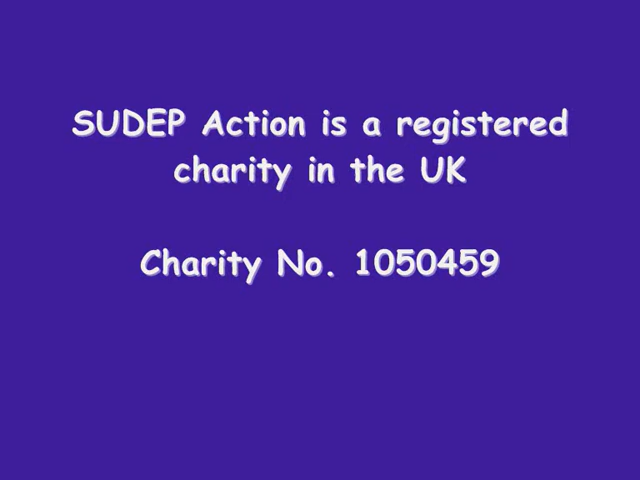 SUDEP Action is a registered
charity in the UK
Charity No. 1050459